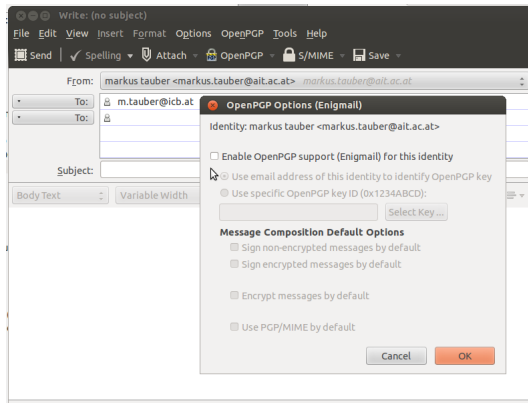 Write: (no subject)
File Edit View Insert Format Options OpenPGP Tools Help
Send Spelling Attach OpenPGP S/MIME Save
From: markus tauber <markus.tauber@ait.ac.at> markus.tauber@ait.ac.at
To: m.tauber@icb.at
To:
Subject:
Body Text Variable Width
OpenPGP Options (Enigmail)
Identity: markus tauber <markus.tauber@ait.ac.at>
Enable OpenPGP support (Enigmail) for this identity
Use email address of this identity to identify OpenPGP key
Use specific OpenPGP key ID (0x1234ABCD):
Select Key ...
Message Composition Default Options
Sign non-encrypted messages by default
Sign encrypted messages by default
Encrypt messages by default
Use PGP/MIME by default
Cancel OK